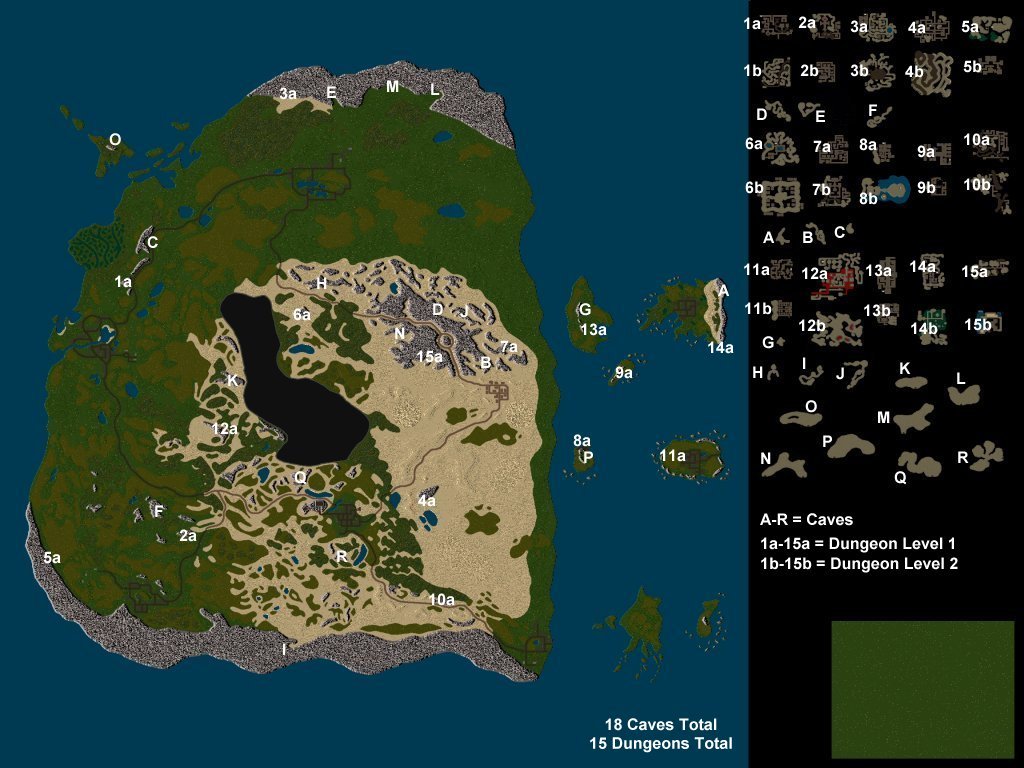 1a 2a 3a 4a 5a
1b 2b 3b 4b 5b
D E F
6a 7a 8a 9a 10a
6b 7b 8b 9b 10b
A B C
11a 12a 13a 14a 15a
11b 12b 13b 14b 15b
G
H I J K L
O M
N P Q R
A-R = Caves
1a-15a = Dungeon Level 1
1b-15b = Dungeon Level 2
3a E M L
O
C
1a
H
6a N D J
15a B 7a
K
12a
Q
4a
F
2a
5a
R
10a
I
G
13a
A
14a
9a
8a
P
11a
18 Caves Total
15 Dungeons Total